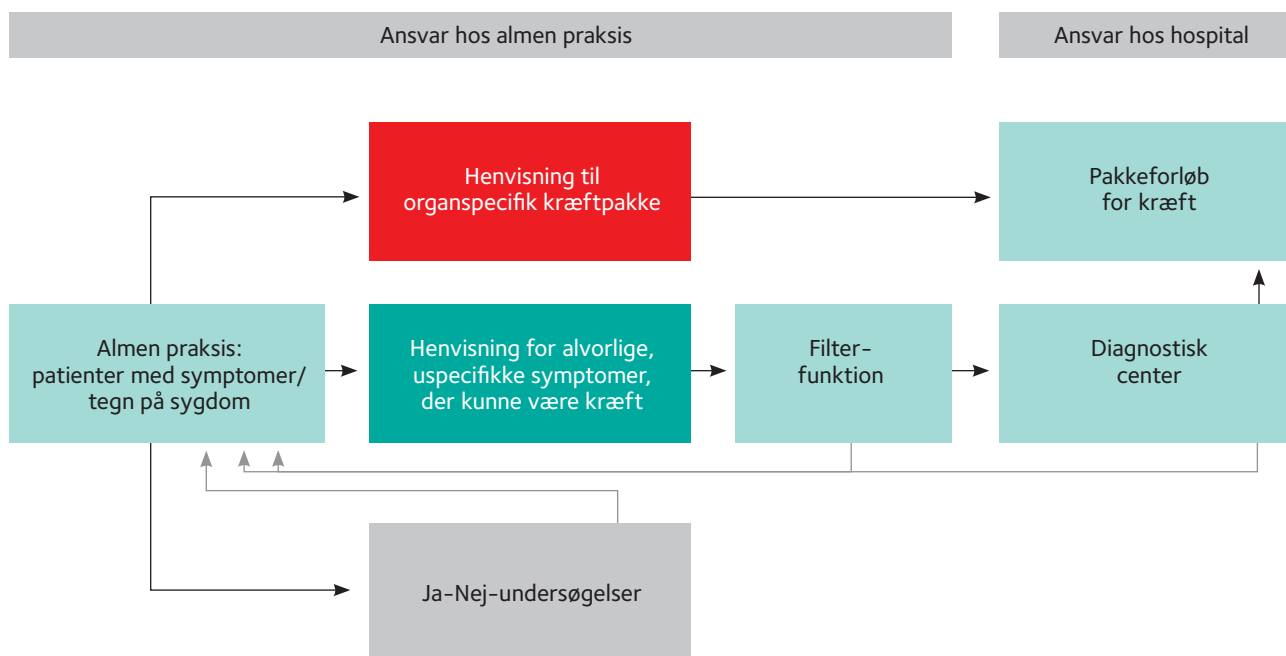 Ansvar hos almen praksis
Ansvar hos hospital
Henvisning til
organspecifik kræftpakke
Pakkeforløb
for kræft
Almen praksis:
patienter med symptomer/
tegn på sygdom
Henvisning for alvorlige,
uspecifikke symptomer,
der kunne være kræft
Filter-
funktion
Diagnostisk
center
Ja-Nej-undersøgelser